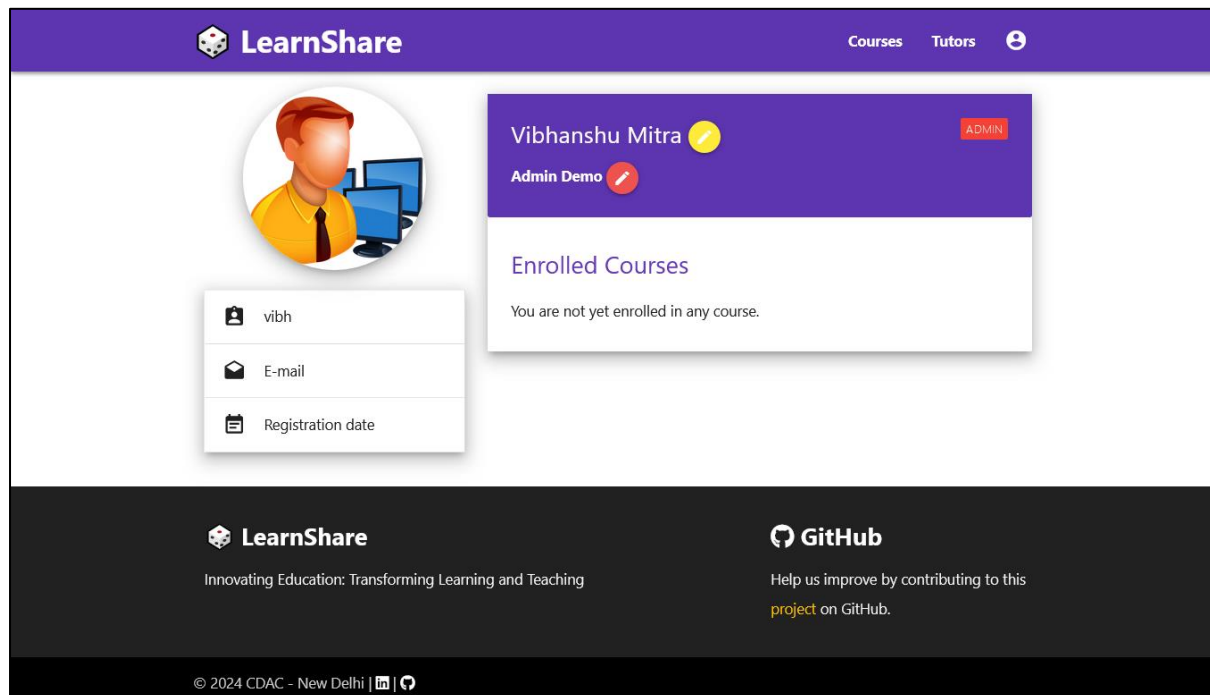 LearnShare
Courses Tutors
Vibhanshu Mitra
ADMIN
Admin Demo
Enrolled Courses
You are not yet enrolled in any course.
vibh
E-mail
Registration date
LearnShare
Innovating Education: Transforming Learning and Teaching
GitHub
Help us improve by contributing to this
project on GitHub.
© 2024 CDAC - New Delhi | in |